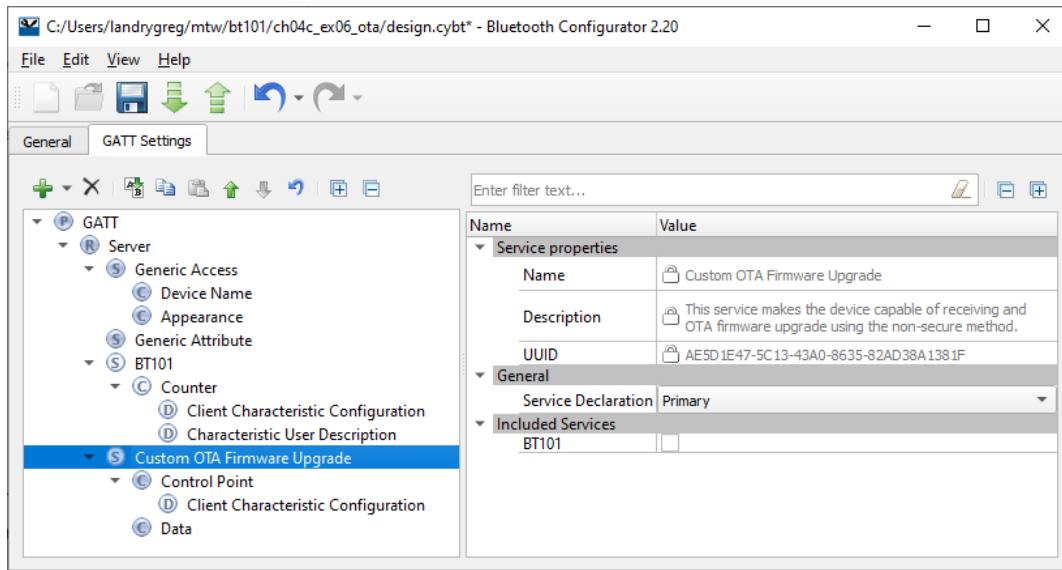 C:/Users/landrygreg/mtw/bt101/ch04c_ex06_ota/design.cybt* - Bluetooth Configurator 2.20
File Edit View Help
General GATT Settings
Enter filter text...
P GATT
R Server
S Generic Access
C Device Name
C Appearance
S Generic Attribute
S BT101
C Counter
D Client Characteristic Configuration
D Characteristic User Description
S Custom OTA Firmware Upgrade
C Control Point
D Client Characteristic Configuration
C Data
Name Value
Service properties
Name Custom OTA Firmware Upgrade
Description This service makes the device capable of receiving and
OTA firmware upgrade using the non-secure method.
UUID AE5D1E47-5C13-43A0-8635-82AD38A1381F
General
Service Declaration Primary
Included Services
BT101